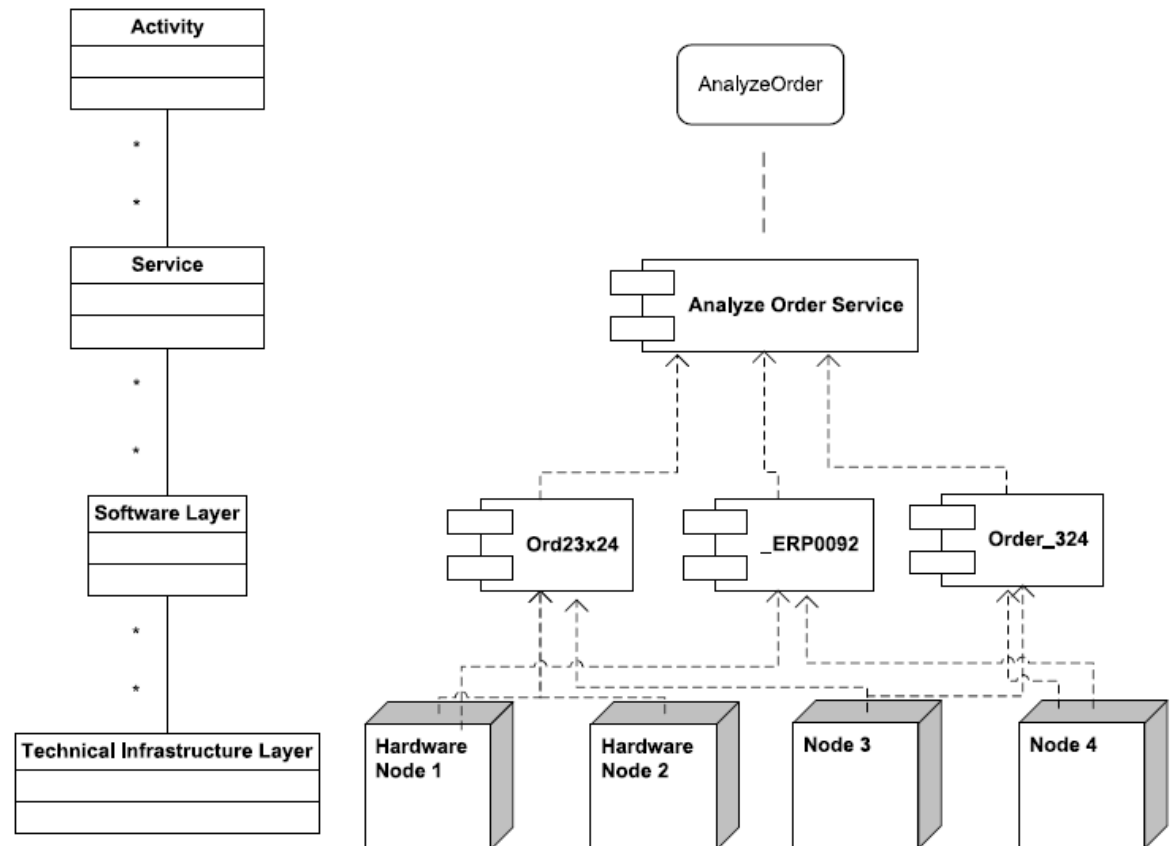 Activity
*
*
Service
*
*
Software Layer
*
*
Technical Infrastructure Layer
AnalyzeOrder
Analyze Order Service
Ord23x24
_ERP0092
Order_324
Hardware
Node 1
Hardware
Node 2
Node 3
Node 4